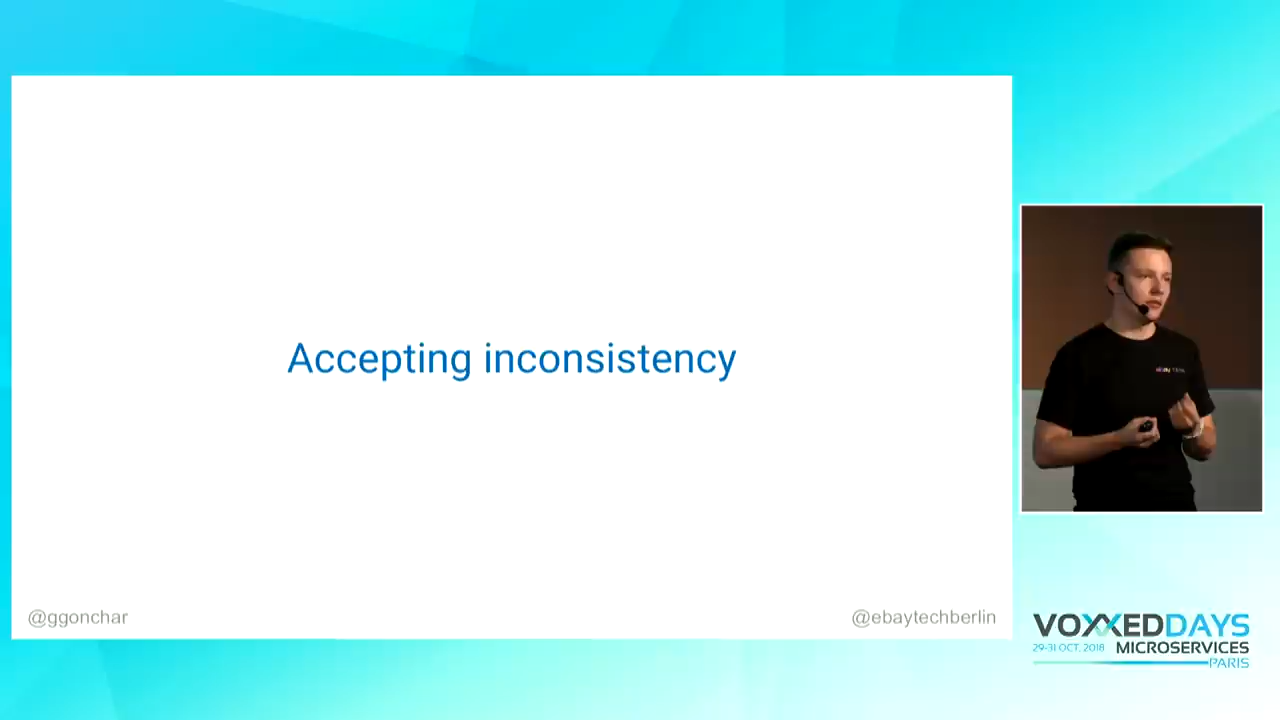 Accepting inconsistency
@ggonchar
@ebaytechberlin
VOXXEDDAYS
29-31 OCT, 2018 MICROSERVICES
PARIS